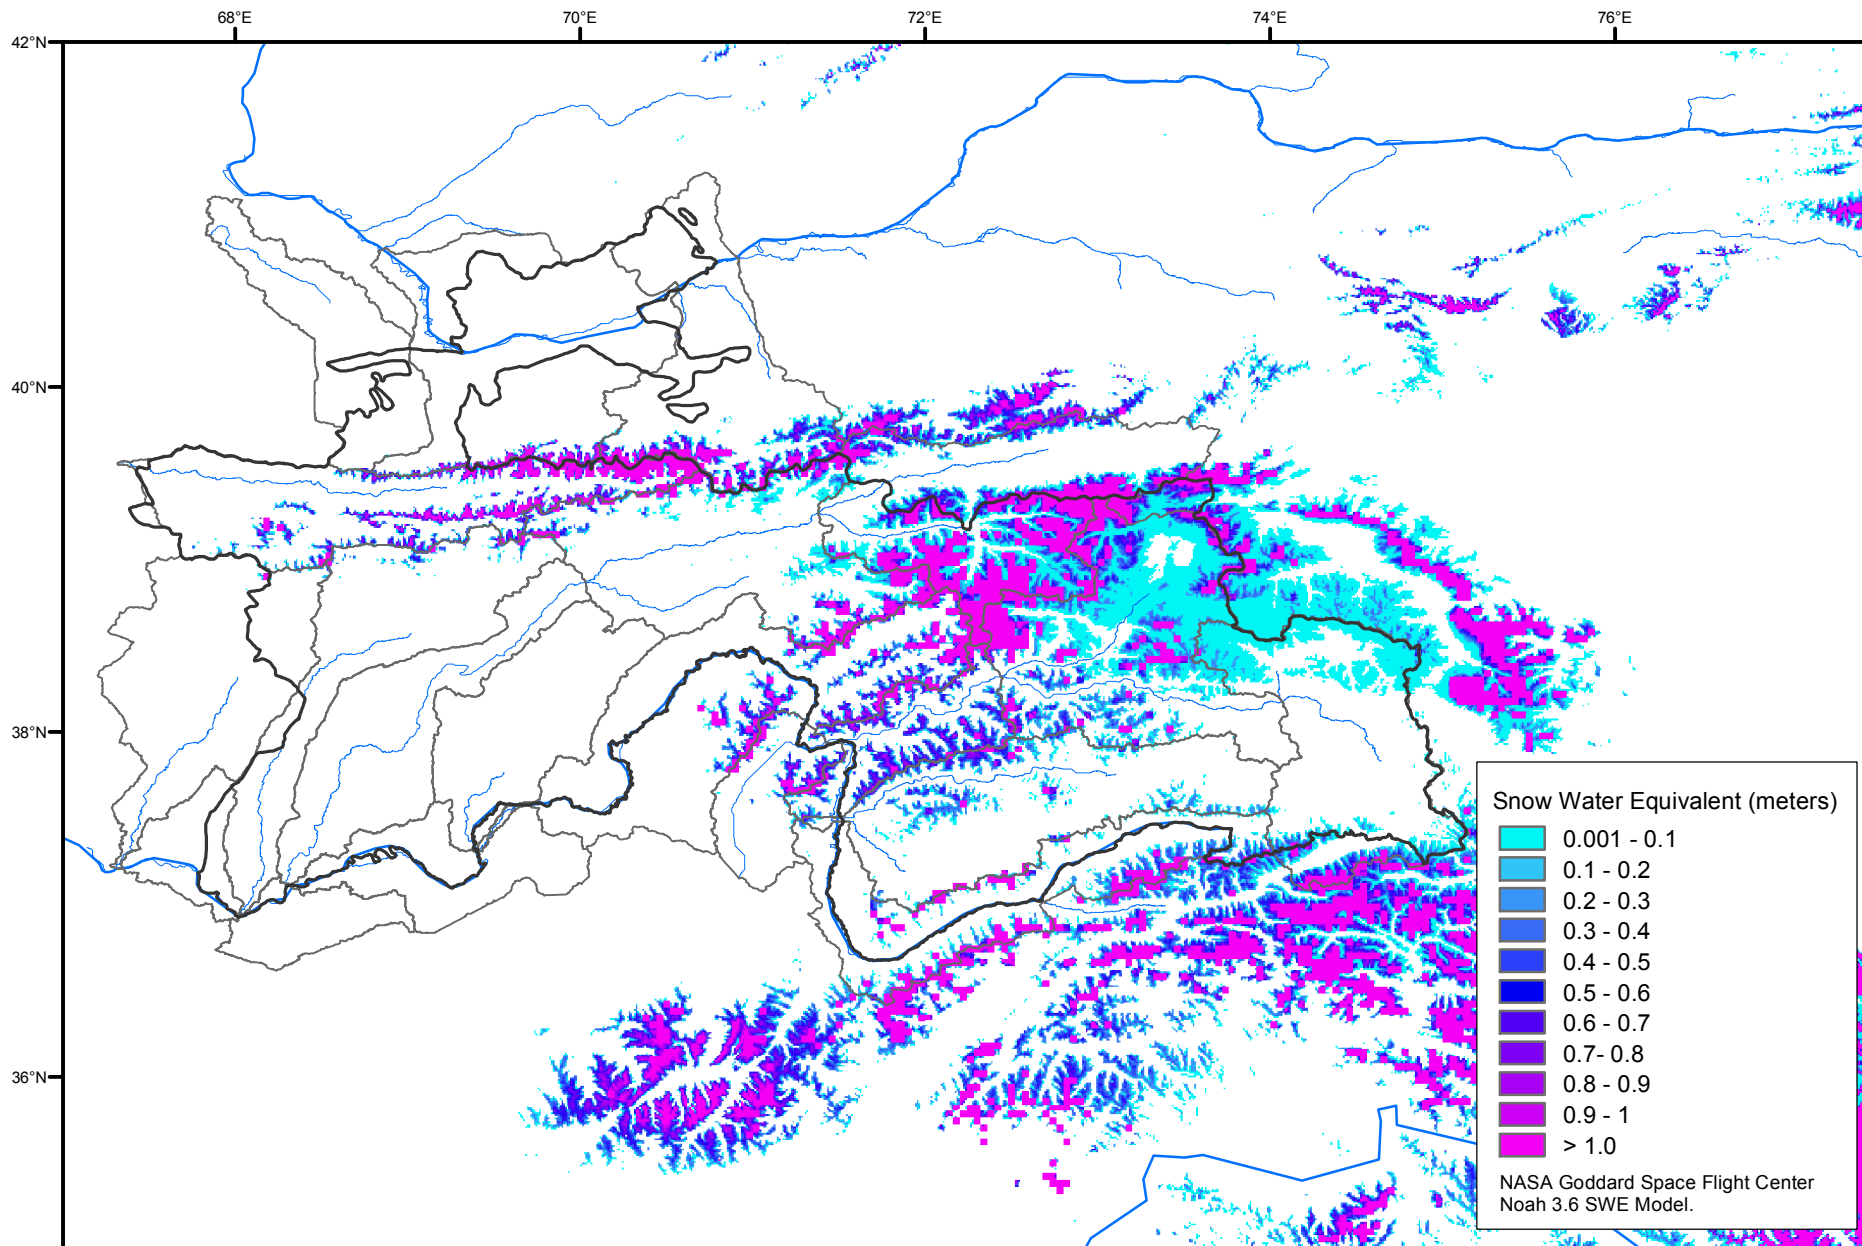 68°E
70°E
72°E
74°E
76°E
42°N
40°N
38°N
36°N
Snow Water Equivalent (meters)
0.001 - 0.1
0.1 - 0.2
0.2 - 0.3
0.3 - 0.4
0.4 - 0.5
0.5 - 0.6
0.6 - 0.7
0.7- 0.8
0.8 - 0.9
0.9 - 1
> 1.0
NASA Goddard Space Flight Center
Noah 3.6 SWE Model.